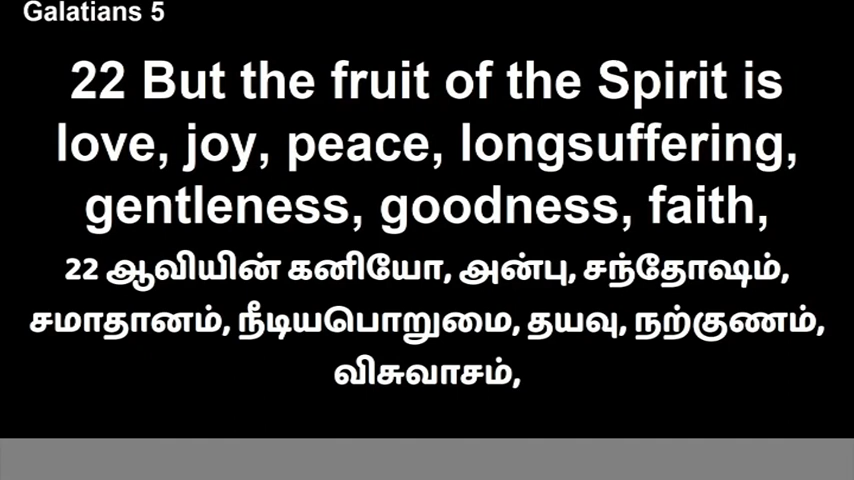 Galatians 5
22 But the fruit of the Spirit is
love, joy, peace, longsuffering,
gentleness, goodness, faith,
22 ஆவியின் கனியோ, அன்பு, சந்தோஷம்,
சமாதானம், நீடியபொறுமை, தயவு, நற்குணம்,
விசுவாசம்,